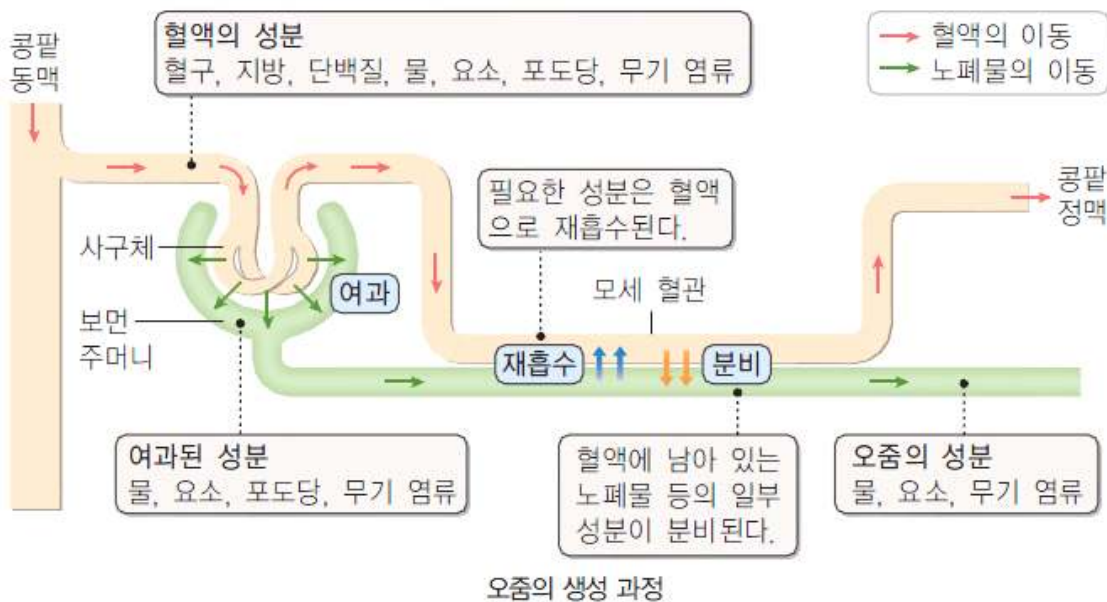 콩팥
동맥
혈액의 성분
혈구, 지방, 단백질, 물, 요소, 포도당, 무기 염류
혈액의 이동
노폐물의 이동
필요한 성분은 혈액
으로 재흡수된다.
콩팥
정맥
사구체
여과
모세 혈관
보먼
주머니
재흡수
분비
여과된 성분
물, 요소, 포도당, 무기 염류
혈액에 남아 있는
노폐물 등의 일부
성분이 분비된다.
오줌의 성분
물, 요소, 무기 염류
오줌의 생성 과정